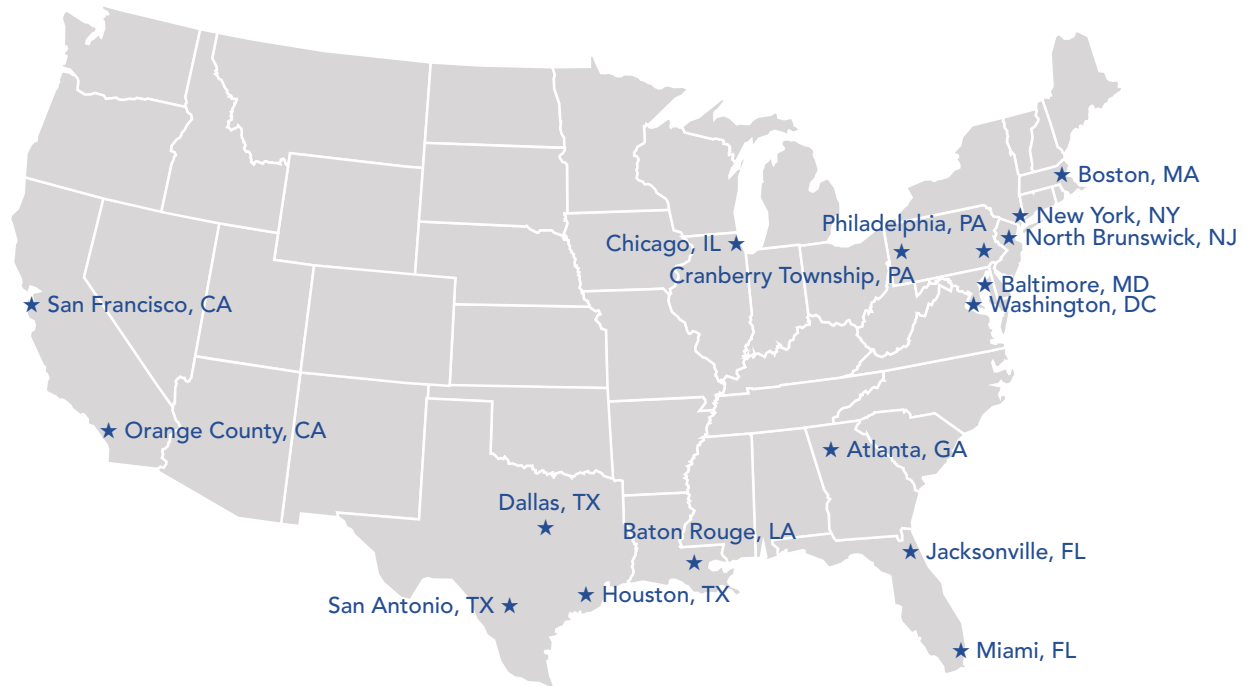 Boston, MA
New York, NY
Philadelphia, PA
North Brunswick, NJ
Chicago, IL
Cranberry Township, PA
Baltimore, MD
San Francisco, CA
Washington, DC
Orange County, CA
Atlanta, GA
Dallas, TX
Baton Rouge, LA
Jacksonville, FL
Houston, TX
San Antonio, TX
Miami, FL